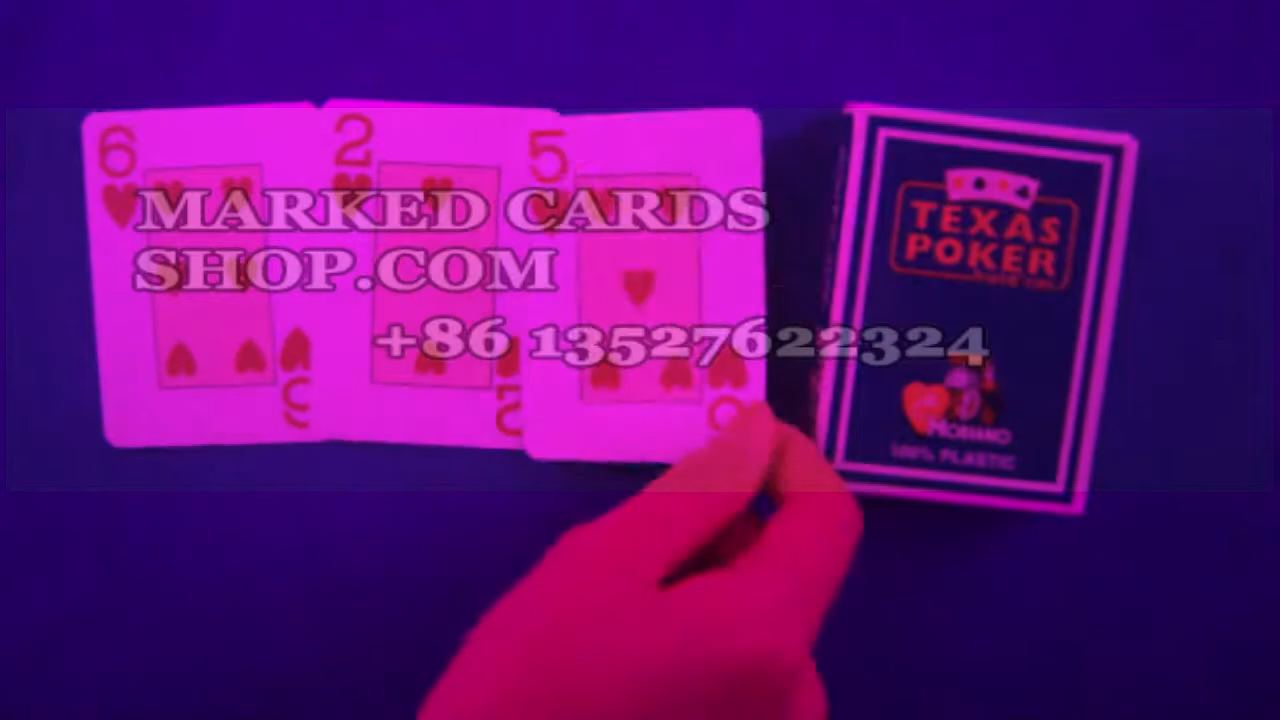 6
2
5
MARKED CARDS
SHOP.COM
+86 13527622324
TEXAS
POKER
MODIANO
100% PLASTIC